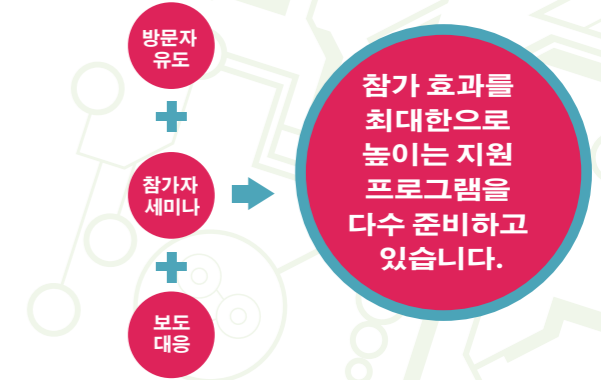 방문자
유도
참가자
세미나
보도
대응
참가 효과를
최대한으로
높이는 지원
프로그램을
다수 준비하고
있습니다.